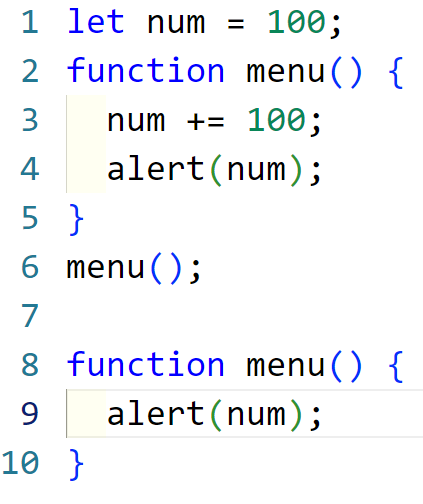 1 let num = 100;
2 function menu() {
3   num += 100;
4   alert(num);
5 }
6 menu();
7
8 function menu() {
9   alert(num);
10 }